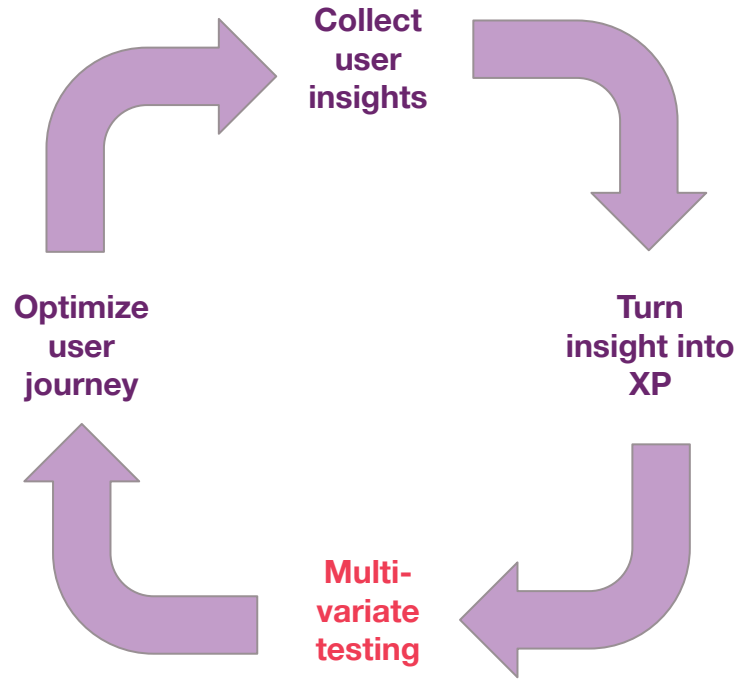 Collect
user
insights
Turn
insight into
XP
Multi-
variate
testing
Optimize
user
journey